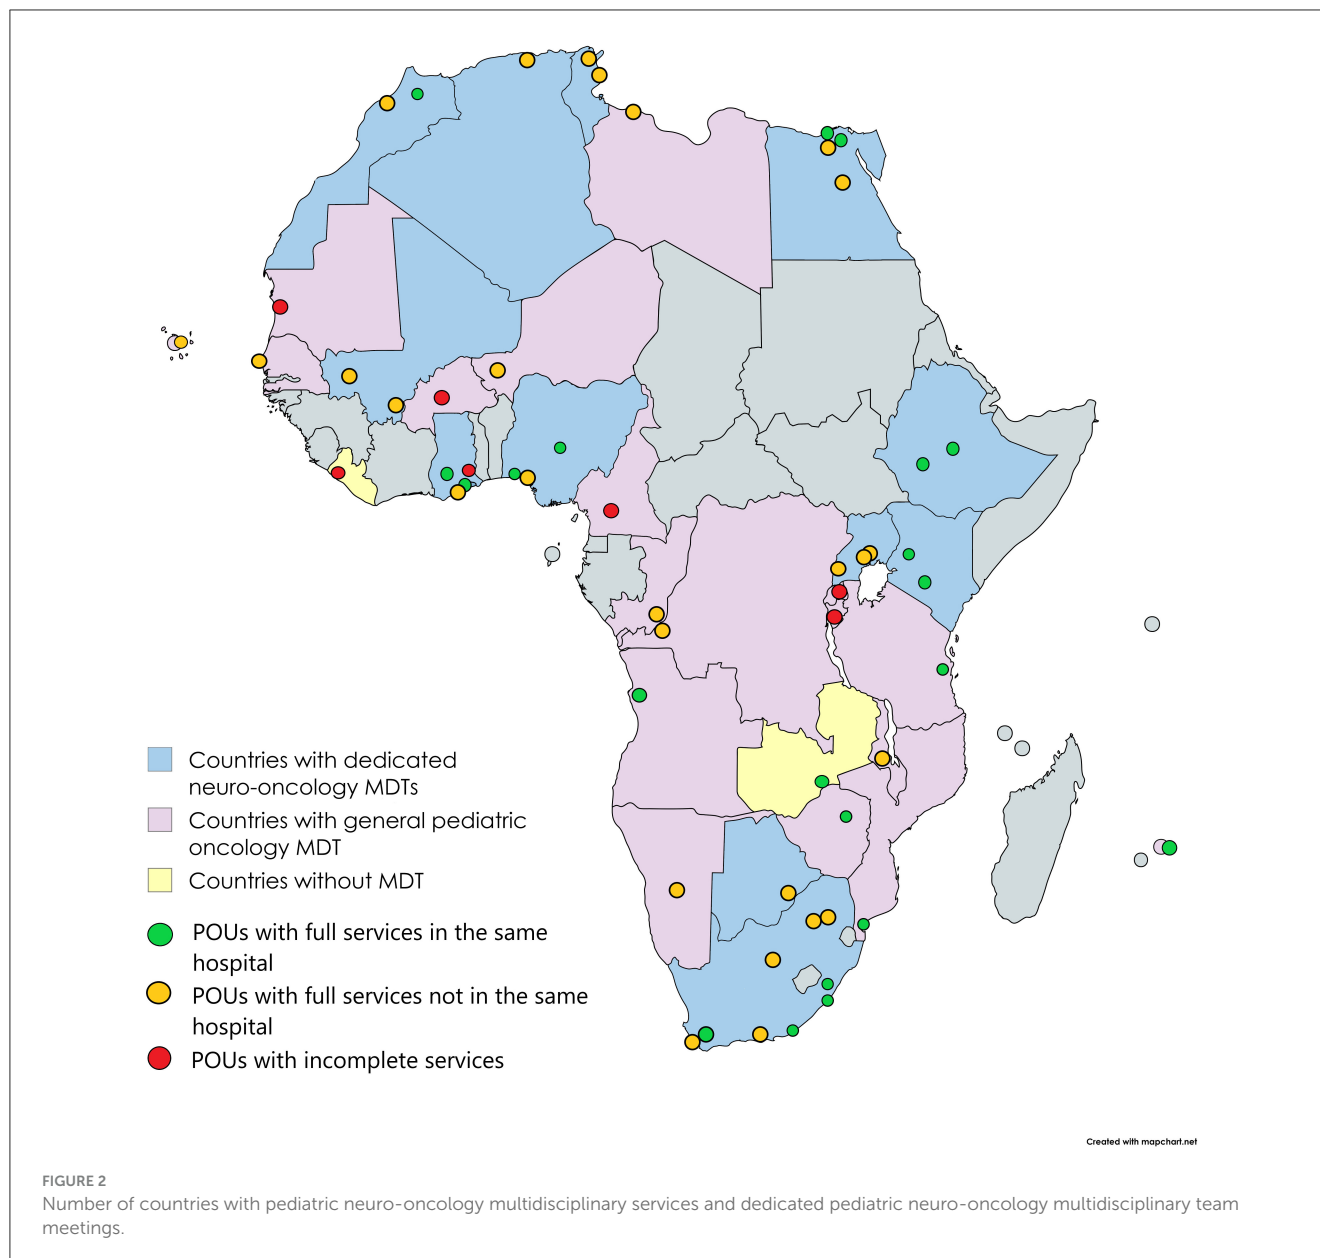 Countries with dedicated
neuro-oncology MDTs
Countries with general pediatric
oncology MDT
Countries without MDT
POUs with full services in the same
hospital
POUs with full services not in the same
hospital
POUs with incomplete services
Created with mapchart.net
FIGURE 2
Number of countries with pediatric neuro-oncology multidisciplinary services and dedicated pediatric neuro-oncology multidisciplinary team
meetings.